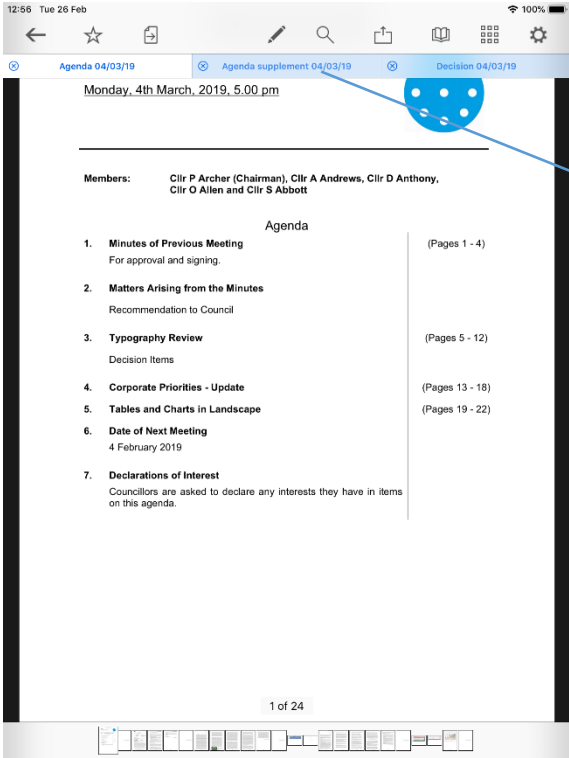 12:56 Tue 26 Feb 100%
Agenda 04/03/19 Agenda supplement 04/03/19 Decision 04/03/19
Monday, 4th March, 2019, 5.00 pm
Members: Cllr P Archer (Chairman), Cllr A Andrews, Cllr D Anthony,
Cllr O Allen and Cllr S Abbott
Agenda
1. Minutes of Previous Meeting (Pages 1 - 4)
For approval and signing.
2. Matters Arising from the Minutes
Recommendation to Council
3. Typography Review (Pages 5 - 12)
Decision Items
4. Corporate Priorities - Update (Pages 13 - 18)
5. Tables and Charts in Landscape (Pages 19 - 22)
6. Date of Next Meeting
4 February 2019
7. Declarations of Interest
Councillors are asked to declare any interests they have in items
on this agenda.
1 of 24